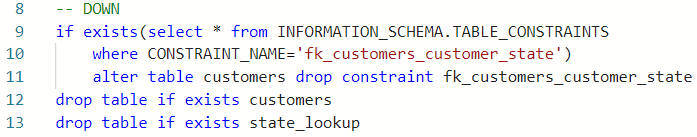 8 -- DOWN
9 if exists(select * from INFORMATION_SCHEMA.TABLE_CONSTRAINTS
10 where CONSTRAINT_NAME='fk_customers_customer_state')
11 alter table customers drop constraint fk_customers_customer_state
12 drop table if exists customers
13 drop table if exists state_lookup